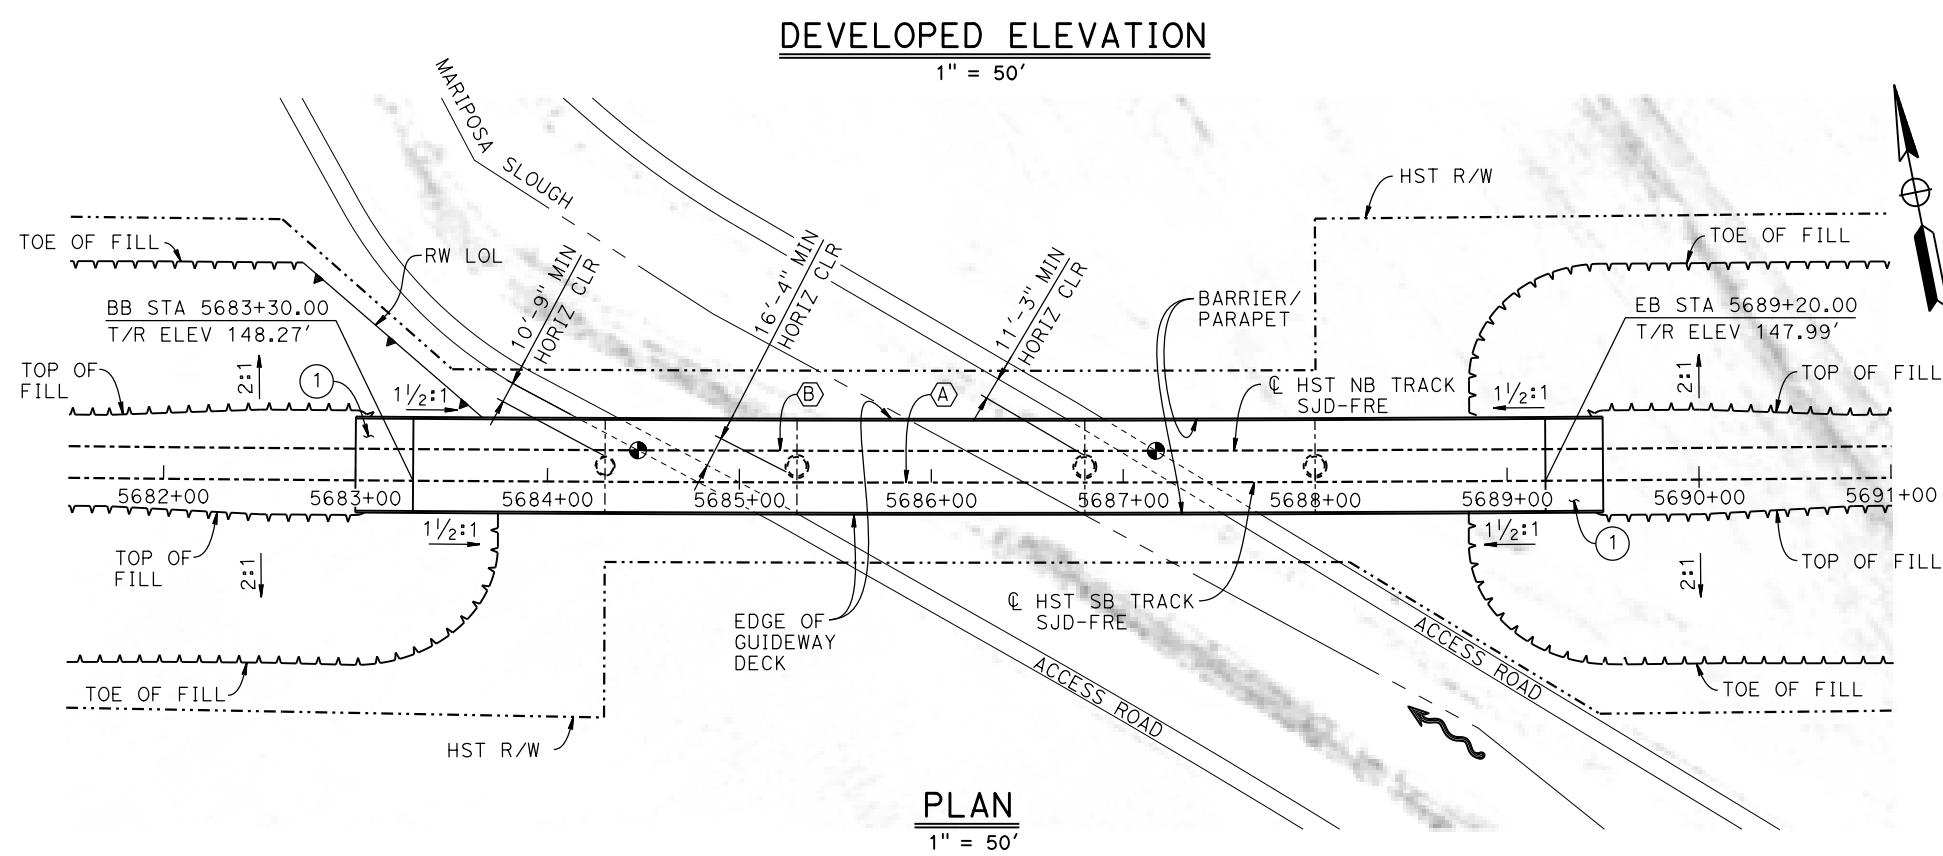 DEVELOPED ELEVATION
1" = 50'
MARIPOSA SLOUGH
HST R/W
TOE OF FILL
RW LOL
10'-9" MIN
HORIZ CLR
16'-4" MIN
HORIZ CLR
11'-3" MIN
HORIZ CLR
BARRIER/
PARAPET
TOE OF FILL
BB STA 5683+30.00
T/R ELEV 148.27'
EB STA 5689+20.00
T/R ELEV 147.99'
TOP OF
FILL
2:1
1
1½:1
B
A
℄ HST NB TRACK
SJD-FRE
1½:1
2:1
TOP OF FILL
5682+00
5683+00
5684+00
5685+00
5686+00
5687+00
5688+00
5689+00
5690+00
5691+00
TOP OF
FILL
2:1
1½:1
1½:1
1
2:1
TOP OF FILL
EDGE OF
GUIDEWAY
DECK
℄ HST SB TRACK
SJD-FRE
ACCESS ROAD
ACCESS ROAD
TOE OF FILL
TOE OF FILL
HST R/W
PLAN
1" = 50'